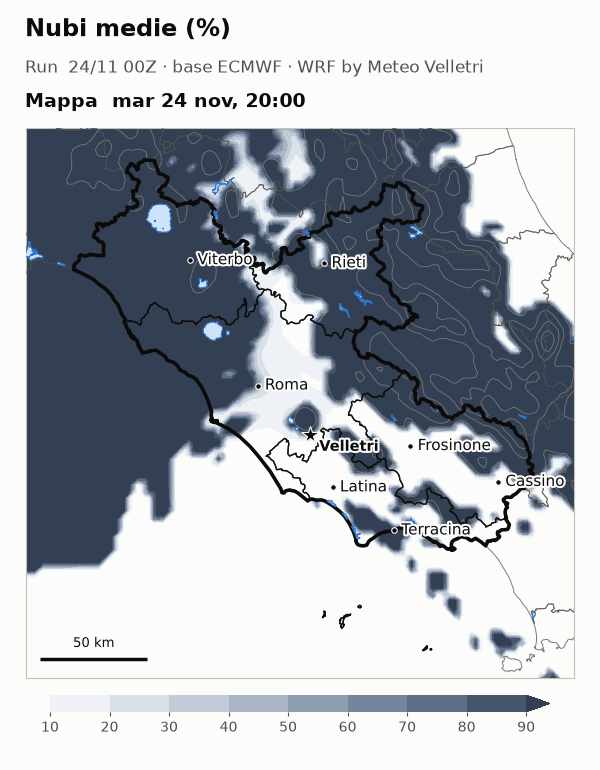 Nubi medie (%)
Run  24/11 00Z · base ECMWF · WRF by Meteo Velletri
Mappa  mar 24 nov, 20:00
Viterbo
Rieti
Roma
Velletri
Frosinone
Cassino
Latina
Terracina
50 km
10 20 30 40 50 60 70 80 90